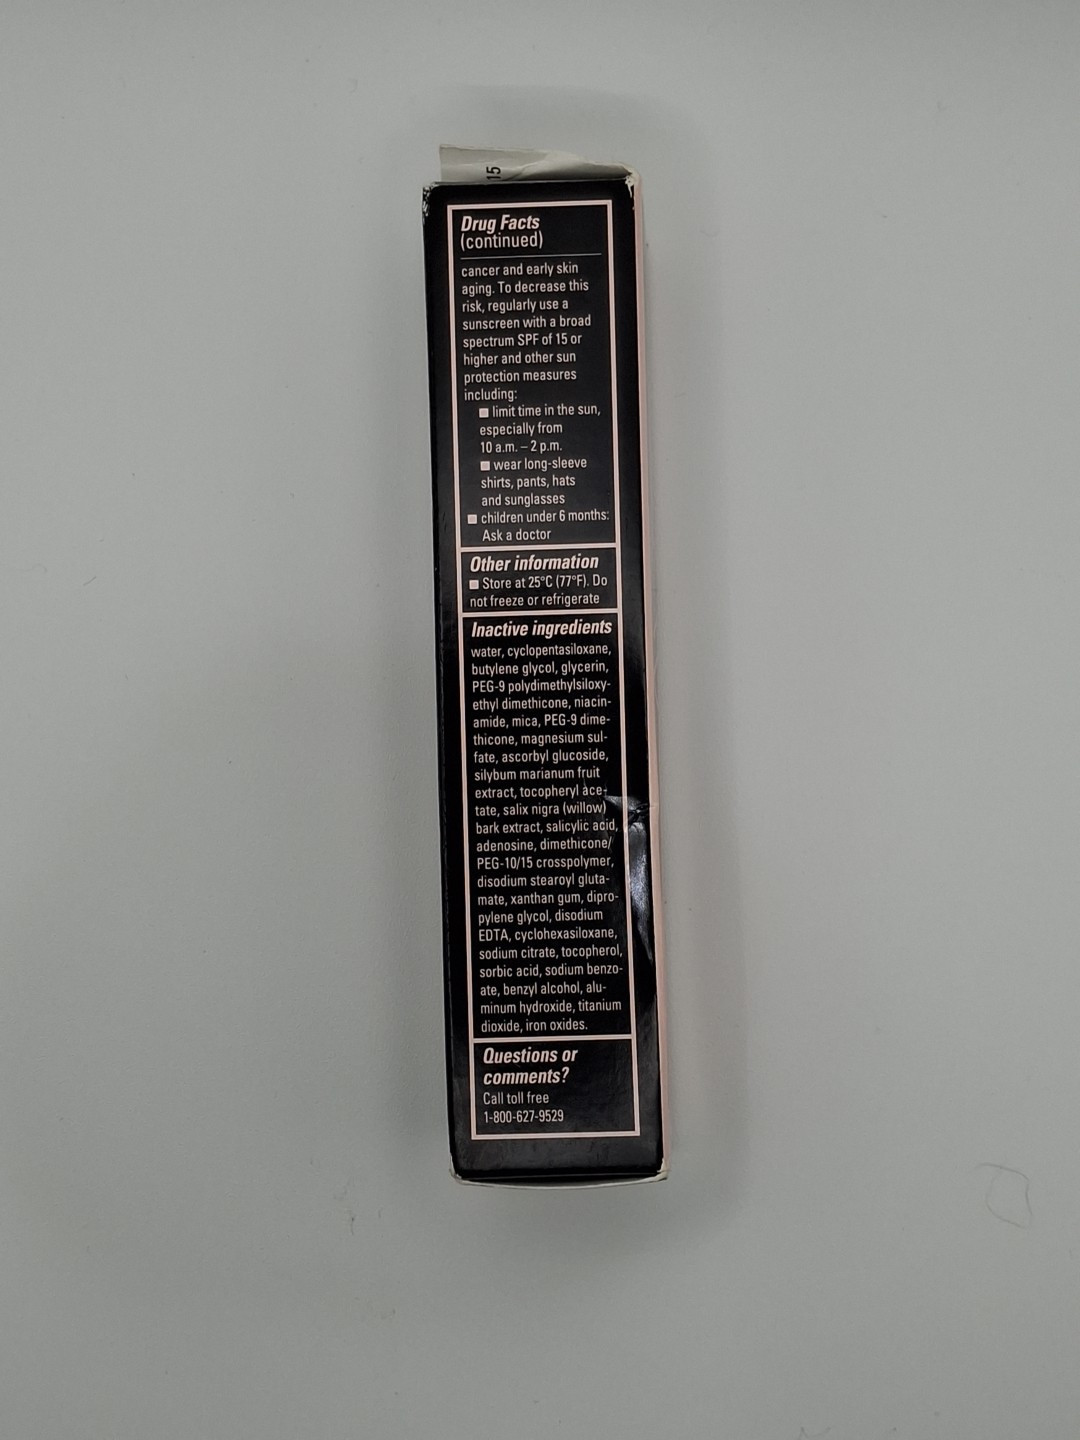 15
Drug Facts
(continued)
cancer and early skin
aging. To decrease this
risk, regularly use a
sunscreen with a broad
spectrum SPF of 15 or
higher and other sun
protection measures
including:
■ limit time in the sun,
especially from
10 a.m. – 2 p.m.
■ wear long-sleeve
shirts, pants, hats
and sunglasses
■ children under 6 months:
Ask a doctor
Other information
■ Store at 25°C (77°F). Do
not freeze or refrigerate
Inactive ingredients
water, cyclopentasiloxane,
butylene glycol, glycerin,
PEG-9 polydimethylsiloxy-
ethyl dimethicone, niacin-
amide, mica, PEG-9 dime-
thicone, magnesium sul-
fate, ascorbyl glucoside,
silybum marianum fruit
extract, tocopheryl ace-
tate, salix nigra (willow)
bark extract, salicylic acid,
adenosine, dimethicone/
PEG-10/15 crosspolymer,
disodium stearoyl gluta-
mate, xanthan gum, dipro-
pylene glycol, disodium
EDTA, cyclohexasiloxane,
sodium citrate, tocopherol,
sorbic acid, sodium benzo-
ate, benzyl alcohol, alu-
minum hydroxide, titanium
dioxide, iron oxides.
Questions or
comments?
Call toll free
1-800-627-9529